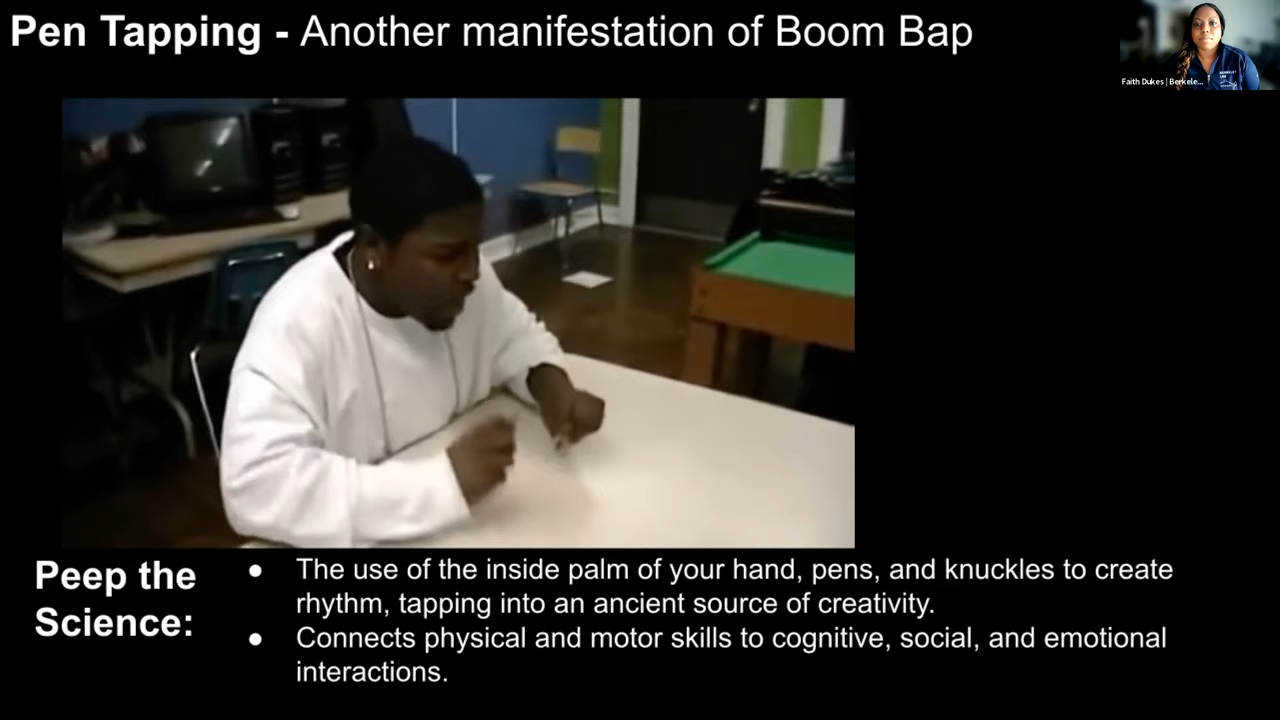 Pen Tapping - Another manifestation of Boom Bap
Faith Dukes | Berkele...
Peep the
Science:
● The use of the inside palm of your hand, pens, and knuckles to create
rhythm, tapping into an ancient source of creativity.
● Connects physical and motor skills to cognitive, social, and emotional
interactions.